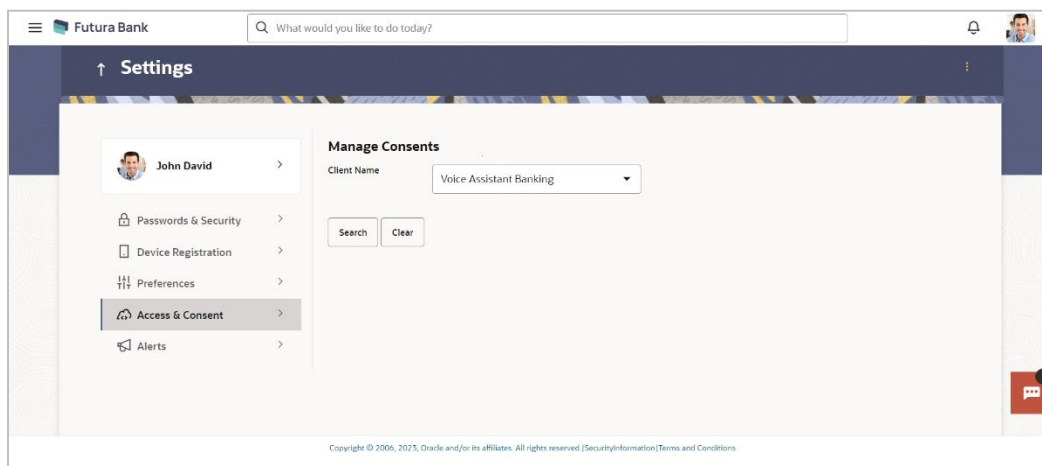 Futura Bank
What would you like to do today?
Settings
John David
Passwords & Security
Device Registration
Preferences
Access & Consent
Alerts
Manage Consents
Client Name
Voice Assistant Banking
Search
Clear
Copyright © 2006, 2023, Oracle and/or its affiliates. All rights reserved.|SecurityInformation|Terms and Conditions